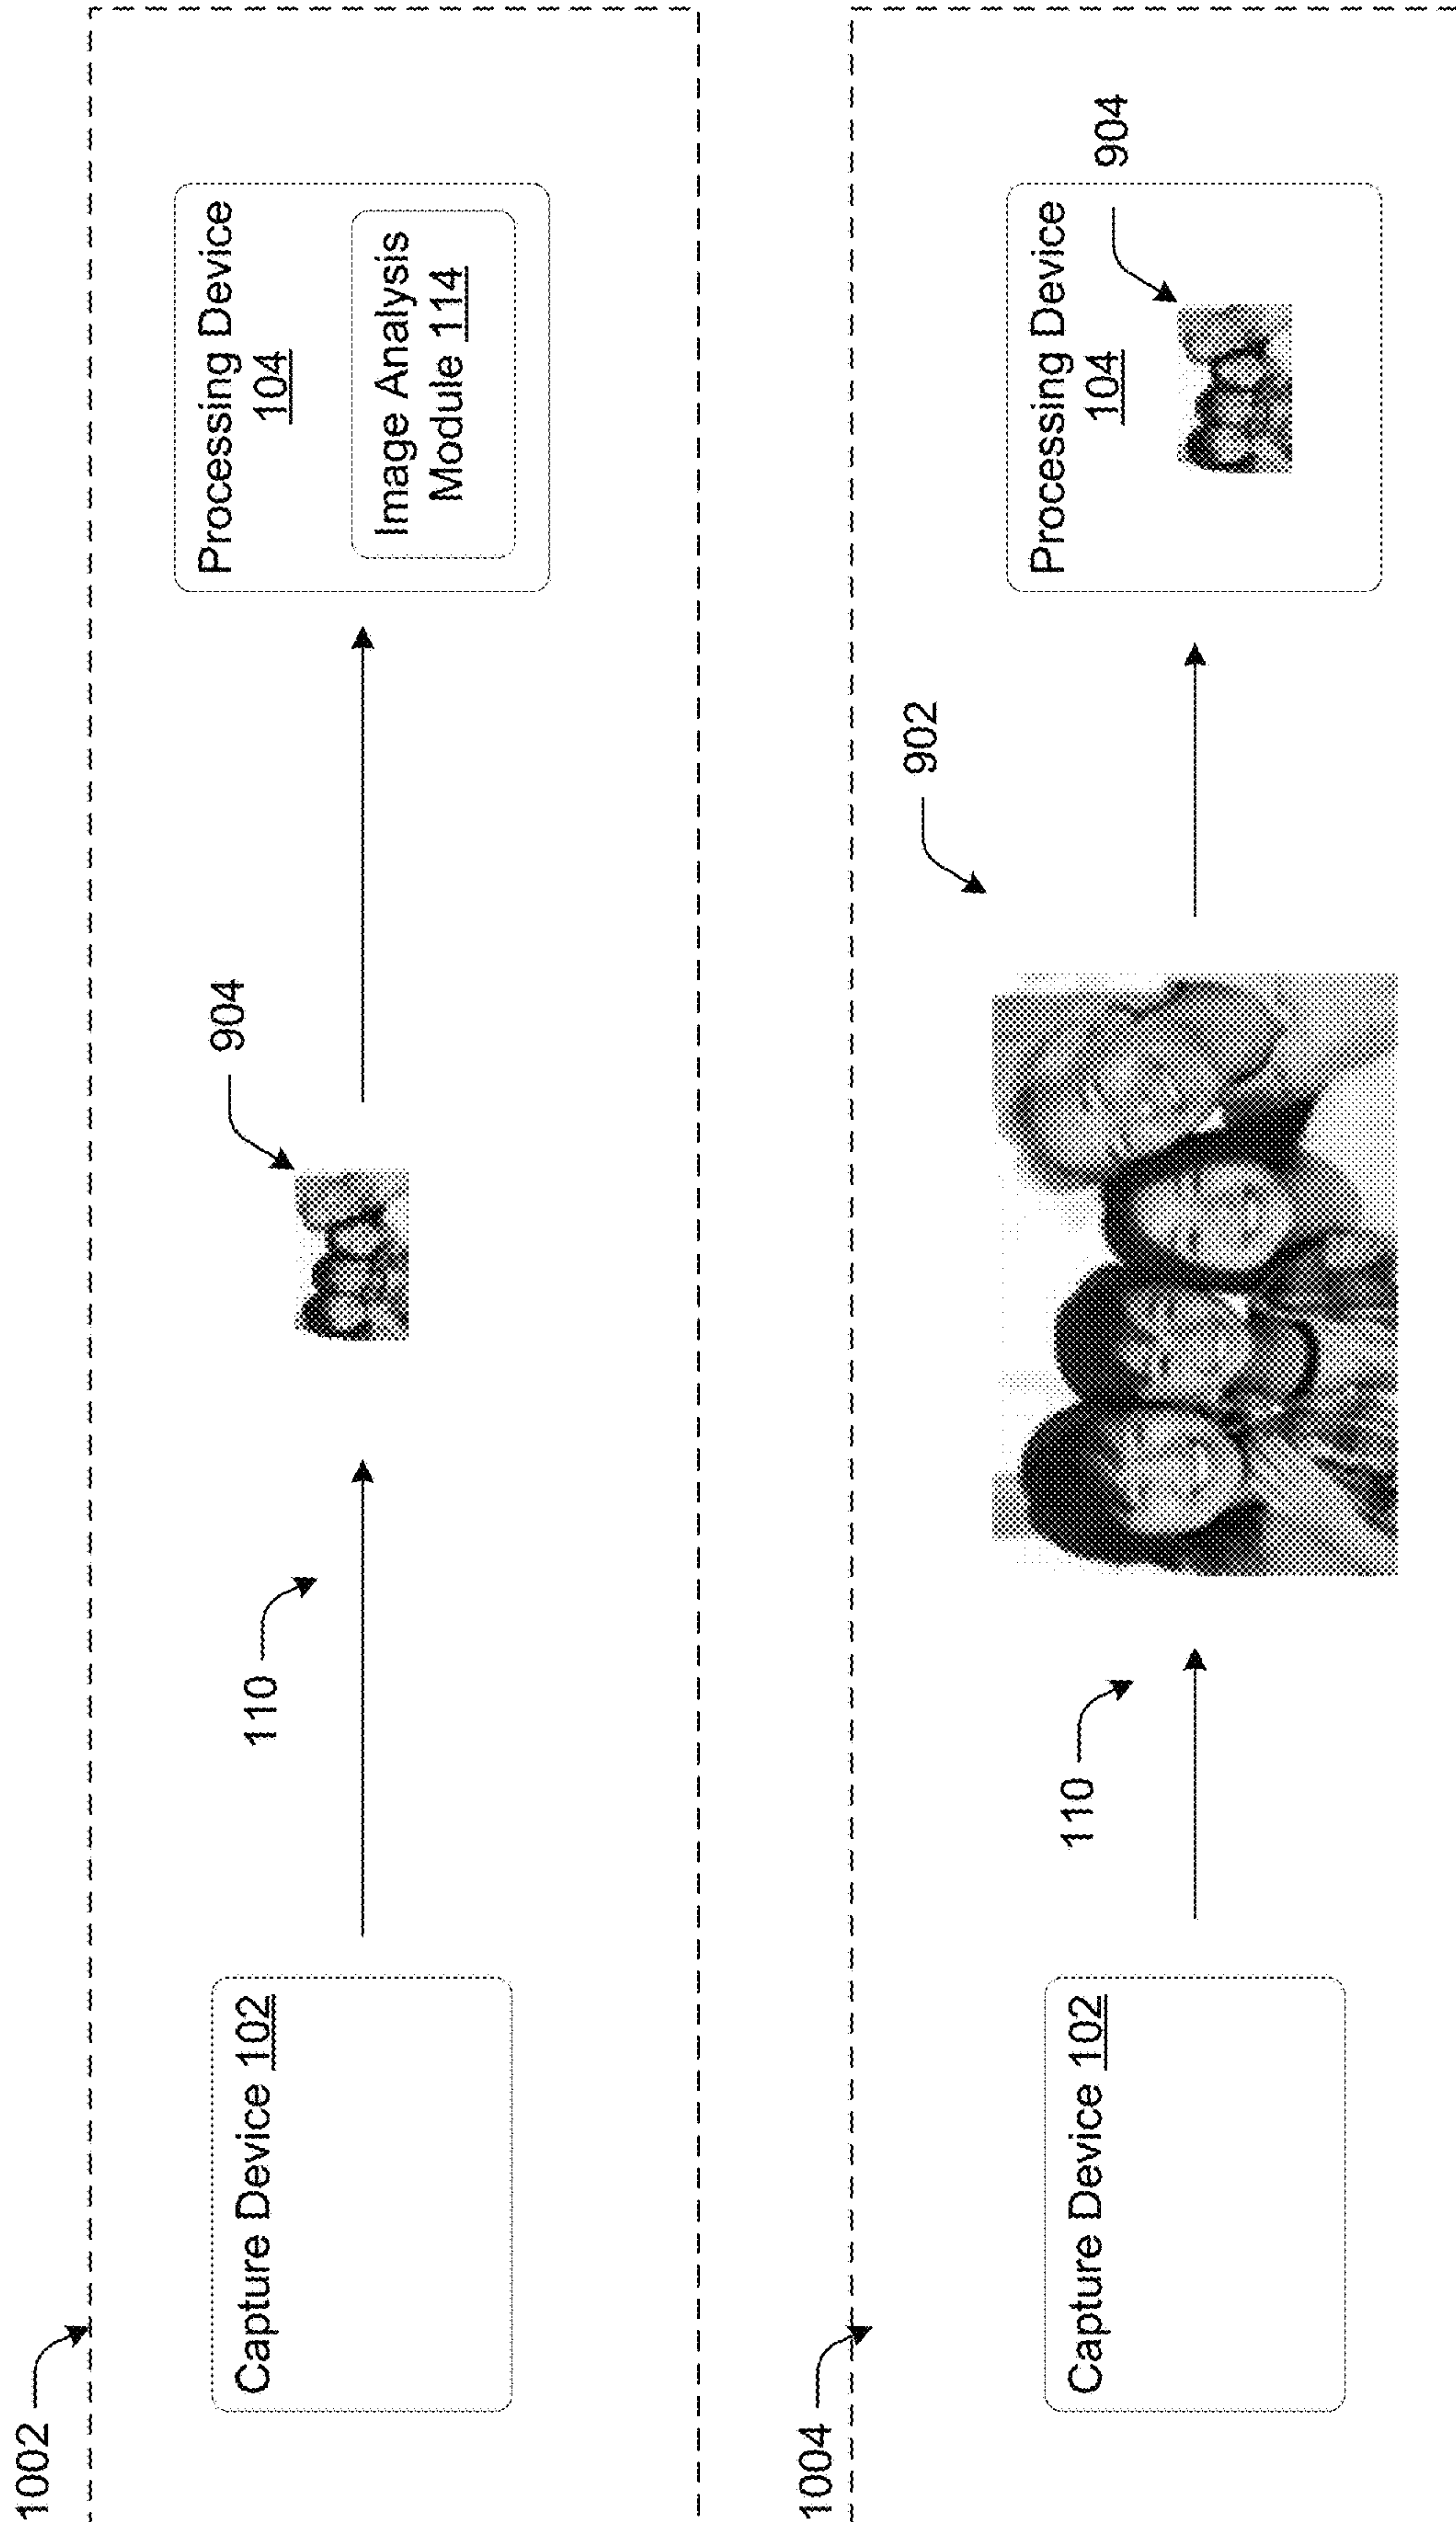 1002
Capture Device 102
110
904
Processing Device
104
Image Analysis
Module 114
1004
Capture Device 102
110
902
Processing Device
104
904